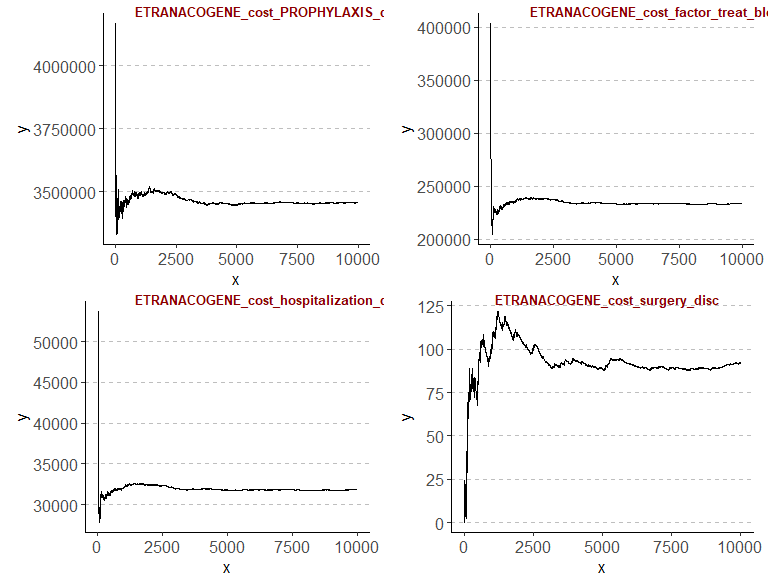 ETRANACOGENE_cost_PROPHYLAXIS_
y
4000000
3750000
3500000
0 2500 5000 7500 10000
x
ETRANACOGENE_cost_factor_treat_
y
400000
350000
300000
250000
200000
0 2500 5000 7500 10000
x
ETRANACOGENE_cost_hospitalization_
y
50000
45000
40000
35000
30000
0 2500 5000 7500 10000
x
ETRANACOGENE_cost_surgery_disc
y
125
100
75
50
25
0
0 2500 5000 7500 10000
x